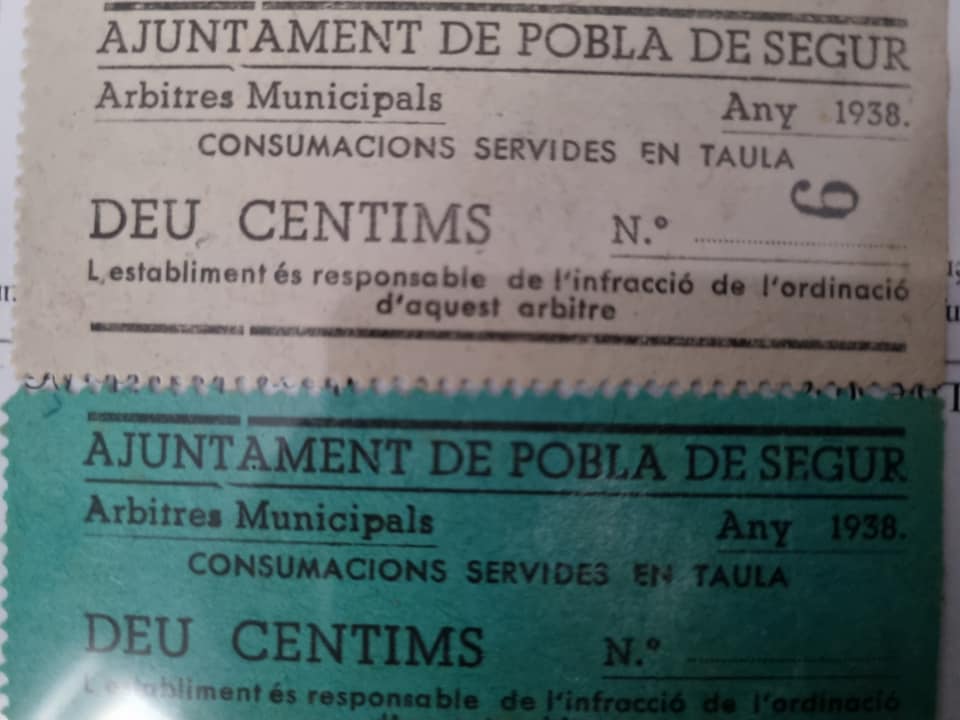 AJUNTAMENT DE POBLA DE SEGUR
Arbitres Municipals Any 1938.
CONSUMACIONS SERVIDES EN TAULA
6
DEU CENTIMS N.º
L,establiment és responsable de l'infracció de l'ordinació
d'aquest arbitre
AJUNTAMENT DE POBLA DE SEGUR
Arbitres Municipals Any 1938.
CONSUMACIONS SERVIDES EN TAULA
DEU CENTIMS N.º
L'establiment és responsable de l'infracció de l'ordinació